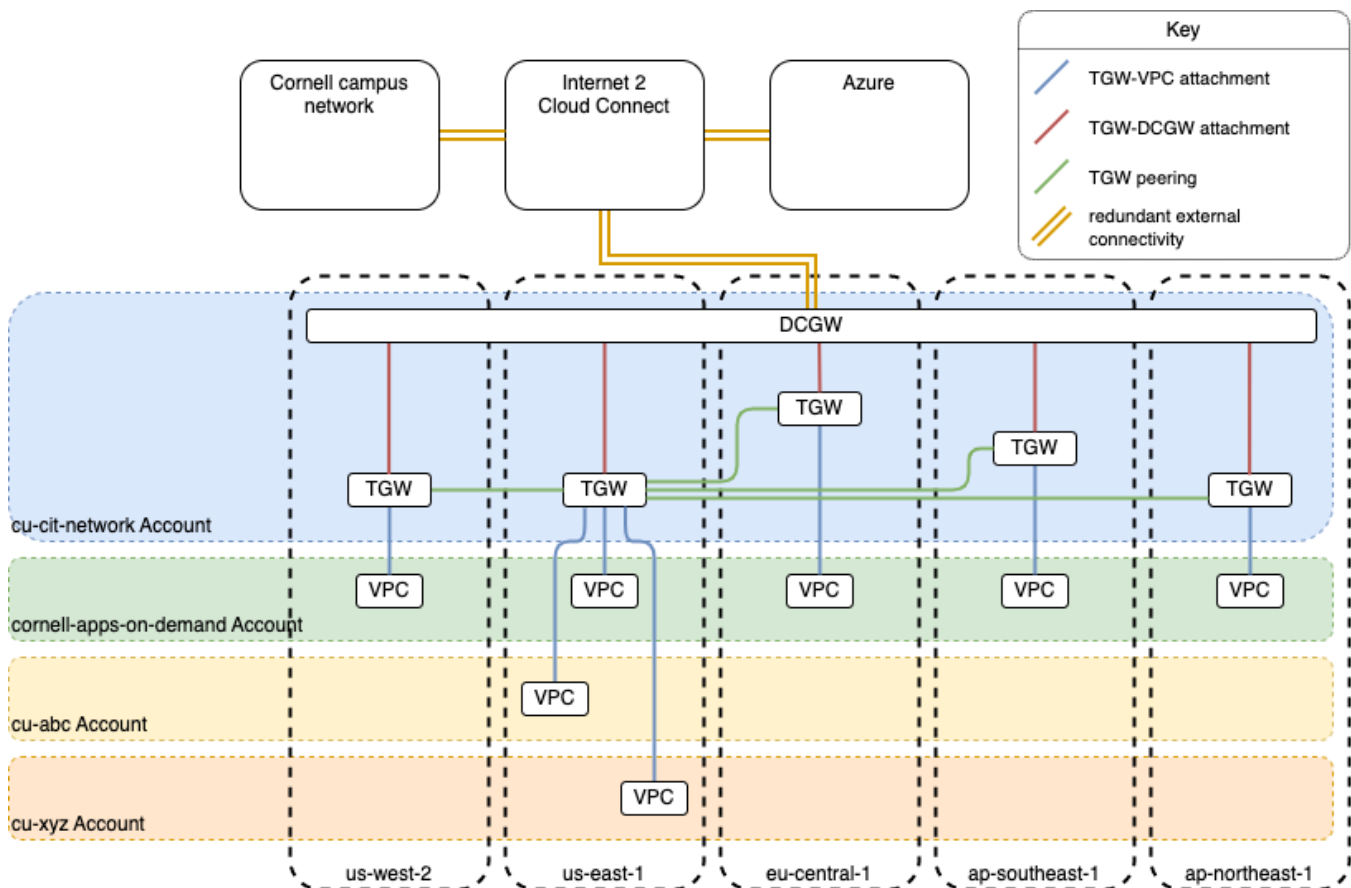 Key
TGW-VPC attachment
TGW-DCGW attachment
TGW peering
redundant external
connectivity
Cornell campus
network
Internet 2
Cloud Connect
Azure
DCGW
TGW
TGW
TGW
TGW
TGW
cu-cit-network Account
VPC
VPC
VPC
VPC
VPC
cornell-apps-on-demand Account
VPC
cu-abc Account
VPC
cu-xyz Account
us-west-2
us-east-1
eu-central-1
ap-southeast-1
ap-northeast-1